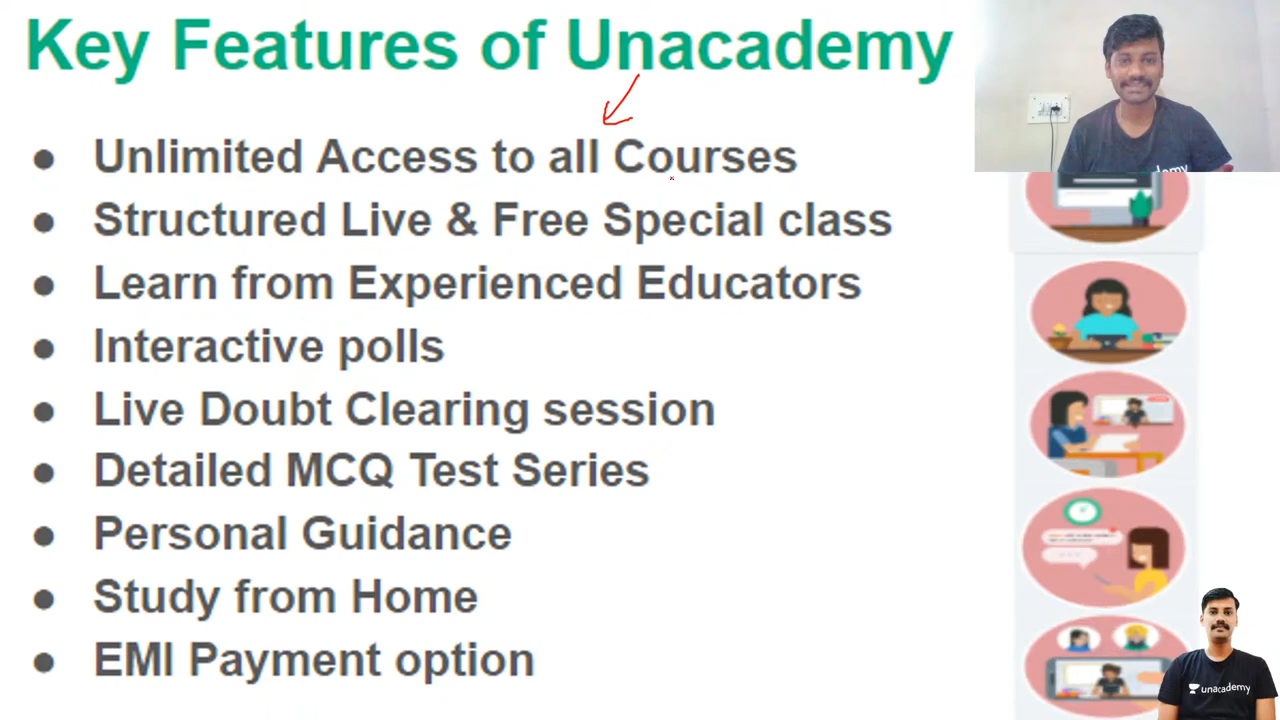 Key Features of Unacademy
● Unlimited Access to all Courses
● Structured Live & Free Special class
● Learn from Experienced Educators
● Interactive polls
● Live Doubt Clearing session
● Detailed MCQ Test Series
● Personal Guidance
● Study from Home
● EMI Payment option
unacademy